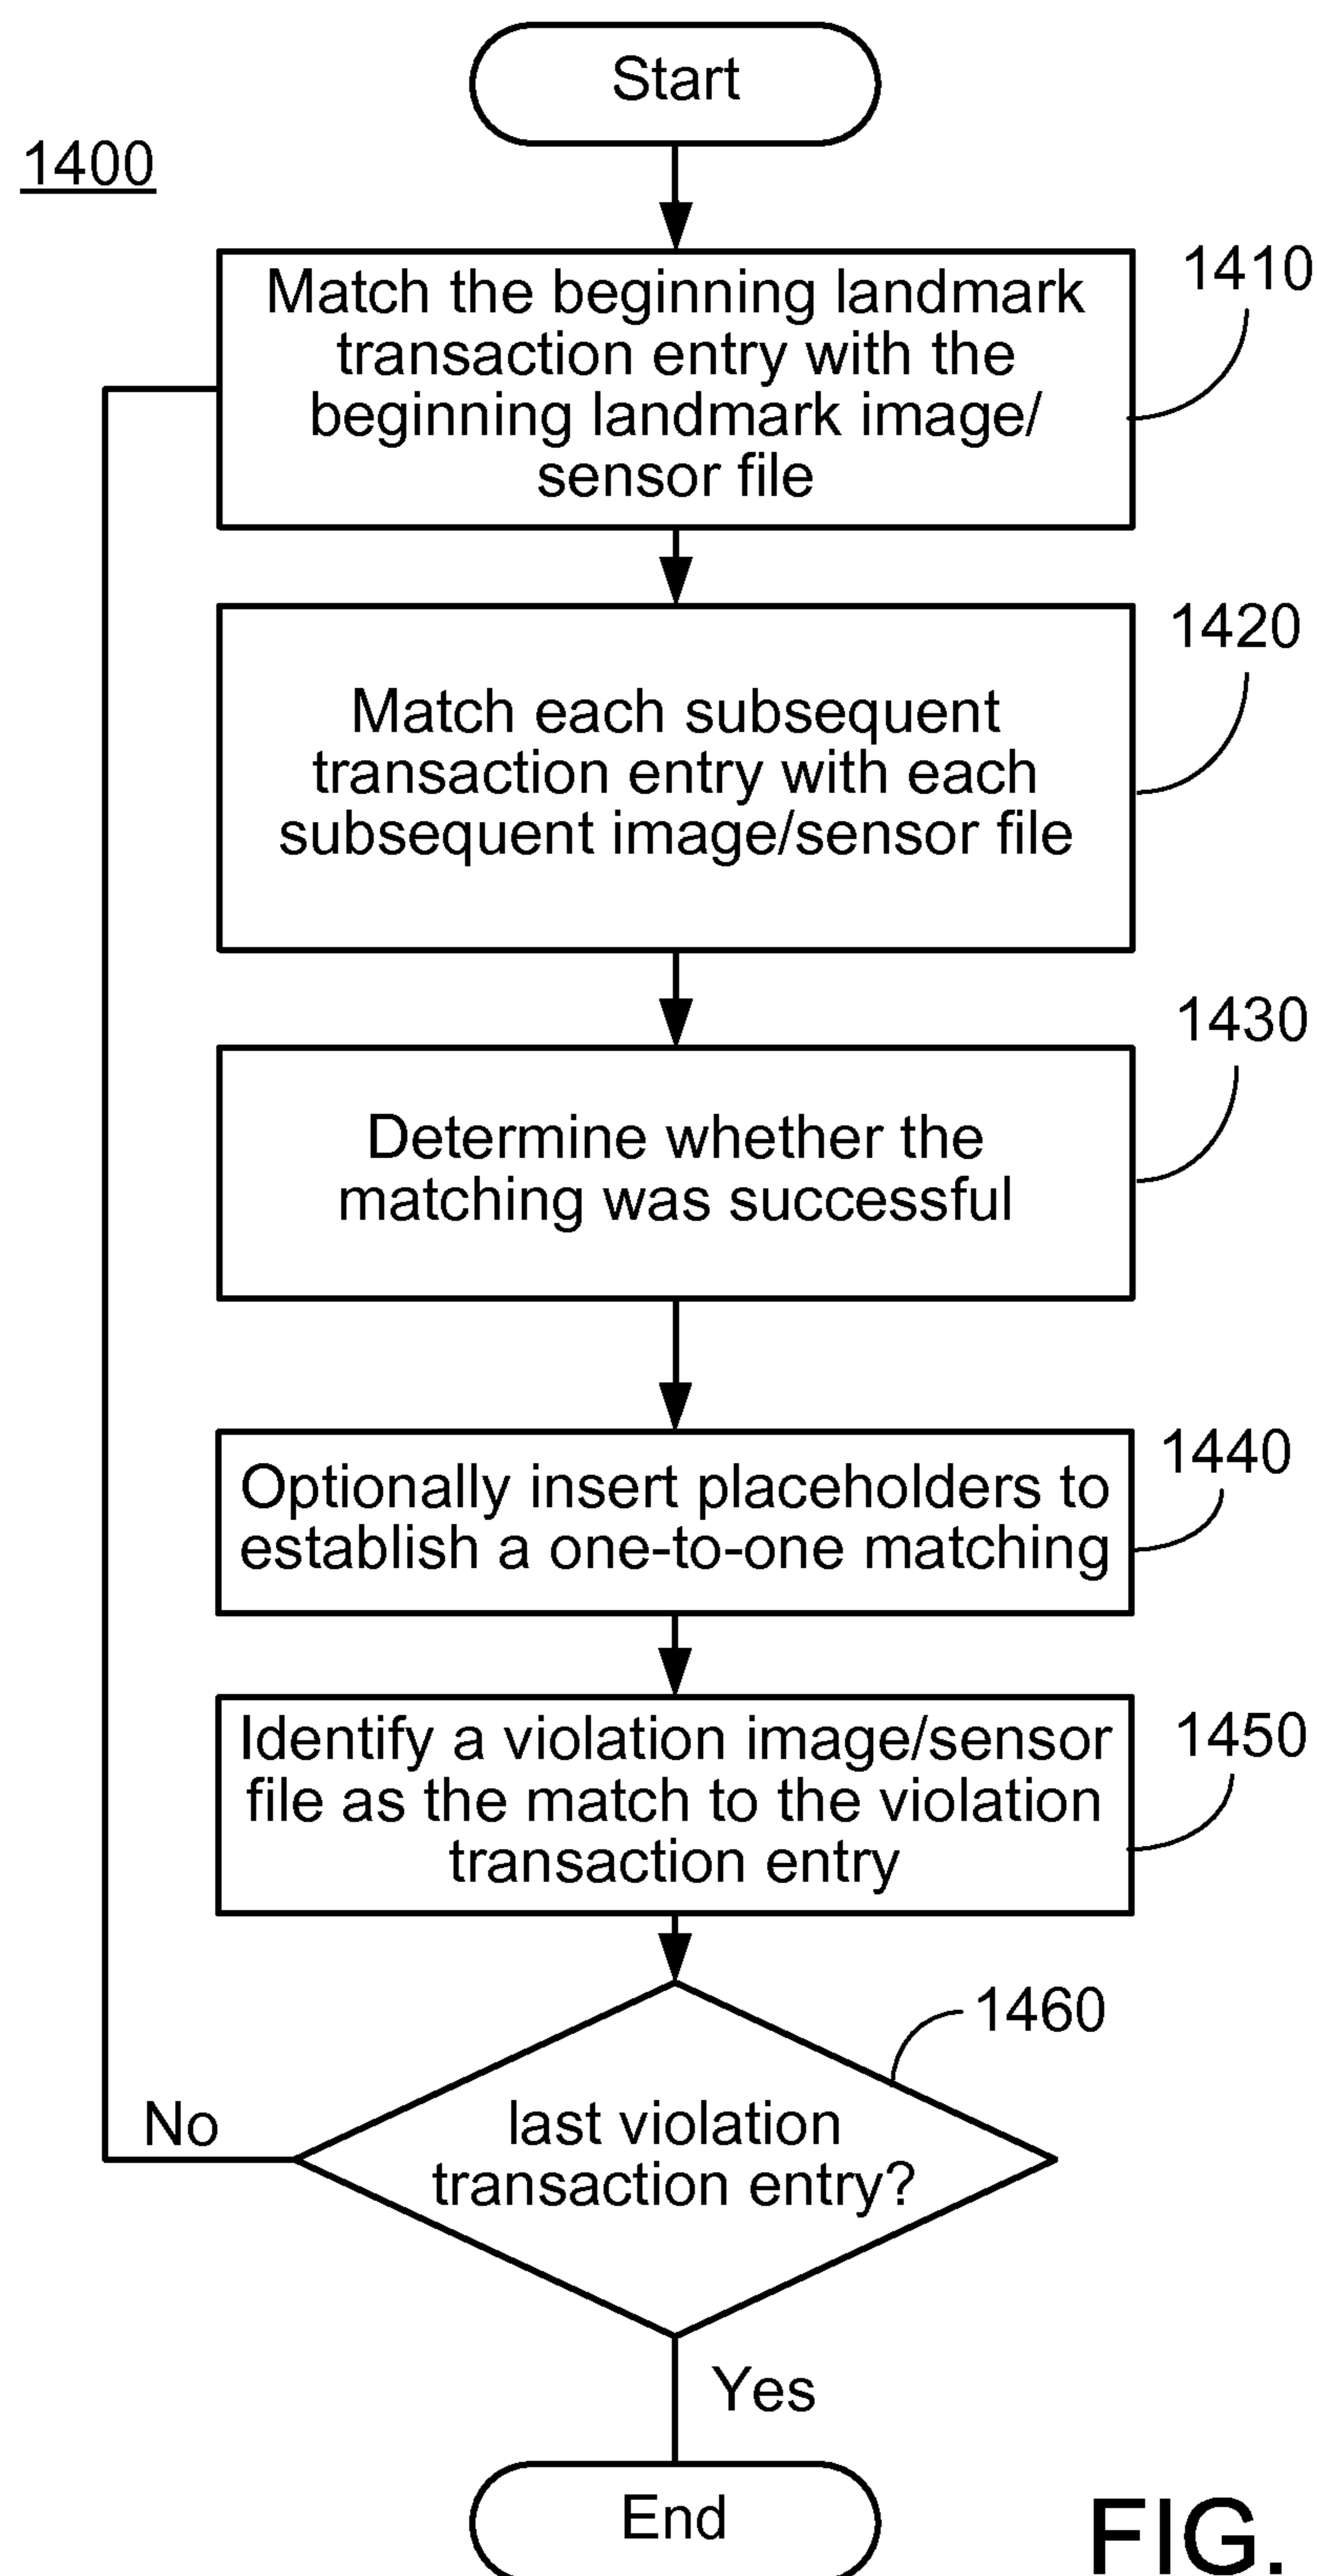 Start
1400
1410
Match the beginning landmark
transaction entry with the
beginning landmark image/
sensor file
1420
Match each subsequent
transaction entry with each
subsequent image/sensor file
1430
Determine whether the
matching was successful
1440
Optionally insert placeholders to
establish a one-to-one matching
1450
Identify a violation image/sensor
file as the match to the violation
transaction entry
1460
last violation
transaction entry?
No
Yes
End
FIG.